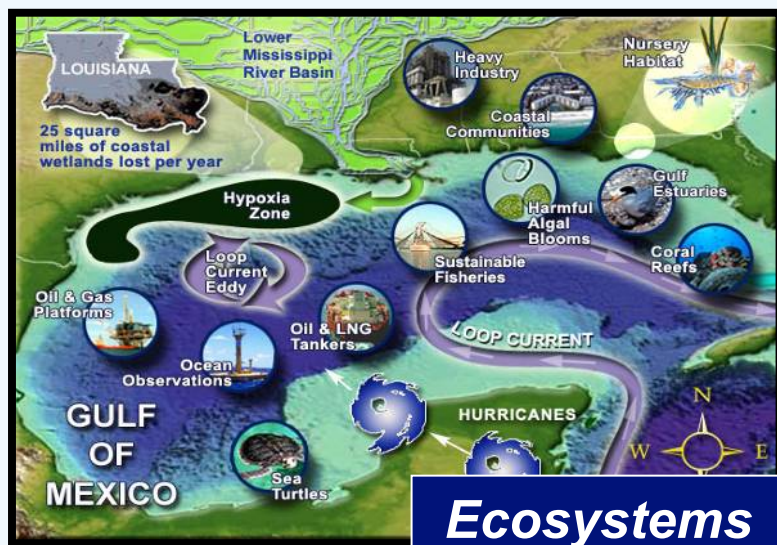 LOUISIANA
25 square
miles of coastal
wetlands lost per year
Lower
Mississippi
River Basin
Heavy
Industry
Coastal
Communities
Nursery
Habitat
Hypoxia
Zone
Harmful
Algal
Blooms
Gulf
Estuaries
Coral
Reefs
Sustainable
Fisheries
Loop
Current
Eddy
Oil & Gas
Platforms
Ocean
Observations
Oil & LNG
Tankers
LOOP CURRENT
HURRICANES
GULF
OF
MEXICO
Sea
Turtles
N
W
E
Ecosystems